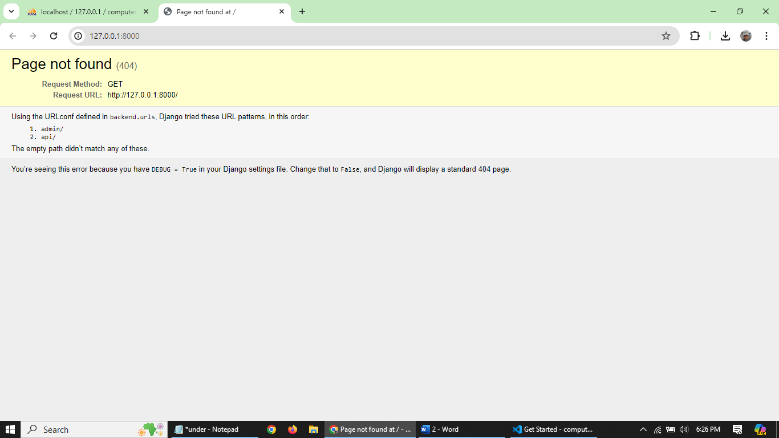 localhost / 127.0.0.1 / compute
Page not found at /
127.0.0.1:8000
Page not found (404)
Request Method: GET
Request URL: http://127.0.0.1:8000/
Using the URLconf defined in backend.urls, Django tried these URL patterns, in this order:
1. admin/
2. api/
The empty path didn't match any of these.
You're seeing this error because you have DEBUG = True in your Django settings file. Change that to False, and Django will display a standard 404 page.
Search
*under - Notepad
Page not found at / - ...
2 - Word
Get Started - comput...
6:26 PM